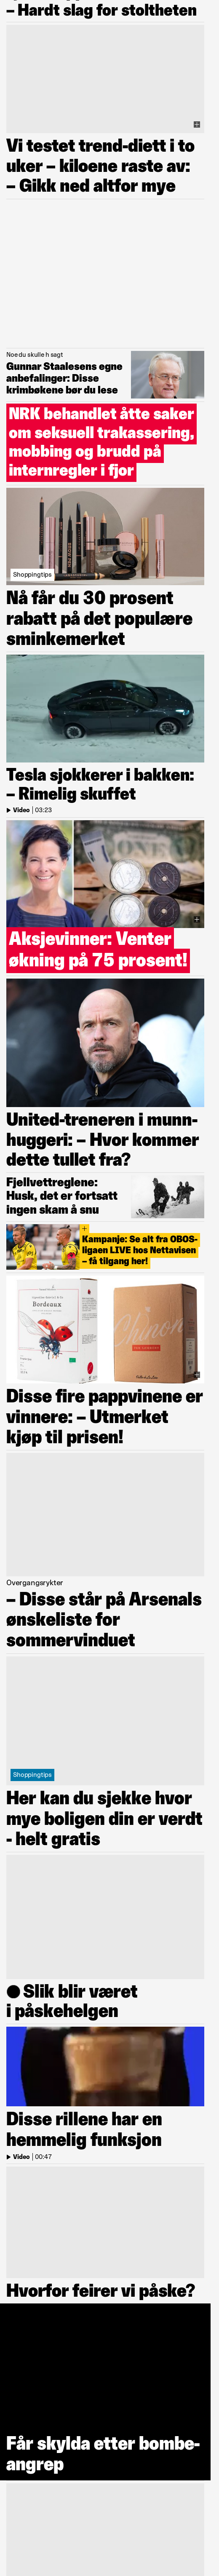 – Hardt slag for stoltheten
Vi testet trend-diett i to
uker – kiloene raste av:
– Gikk ned altfor mye
Noe du skulle ha sagt
Gunnar Staalesens egne
anbefalinger: Disse
krimbøkene bør du lese
NRK behandlet åtte saker
om seksuell trakassering,
mobbing og brudd på
internregler i fjor
Shoppingtips
Nå får du 30 prosent
rabatt på det populære
sminkemerket
Tesla sjokkerer i bakken:
– Rimelig skuffet
Video | 03:23
Aksjevinner: Venter
økning på 75 prosent!
United-treneren i munn-
huggeri: – Hvor kommer
dette tullet fra?
Fjellvettreglene:
Husk, det er fortsatt
ingen skam å snu
Kampanje: Se alt fra OBOS-
ligaen LIVE hos Nettavisen
– få tilgang her!
Bordeaux
Disse fire pappvinene er
vinnere: – Utmerket
kjøp til prisen!
Overgangsrykter
– Disse står på Arsenals
ønskeliste for
sommervinduet
Shoppingtips
Her kan du sjekke hvor
mye boligen din er verdt
- helt gratis
Slik blir været
i påskehelgen
Disse rillene har en
hemmelig funksjon
Video | 00:47
Hvorfor feirer vi påske?
Får skylda etter bombe-
angrep